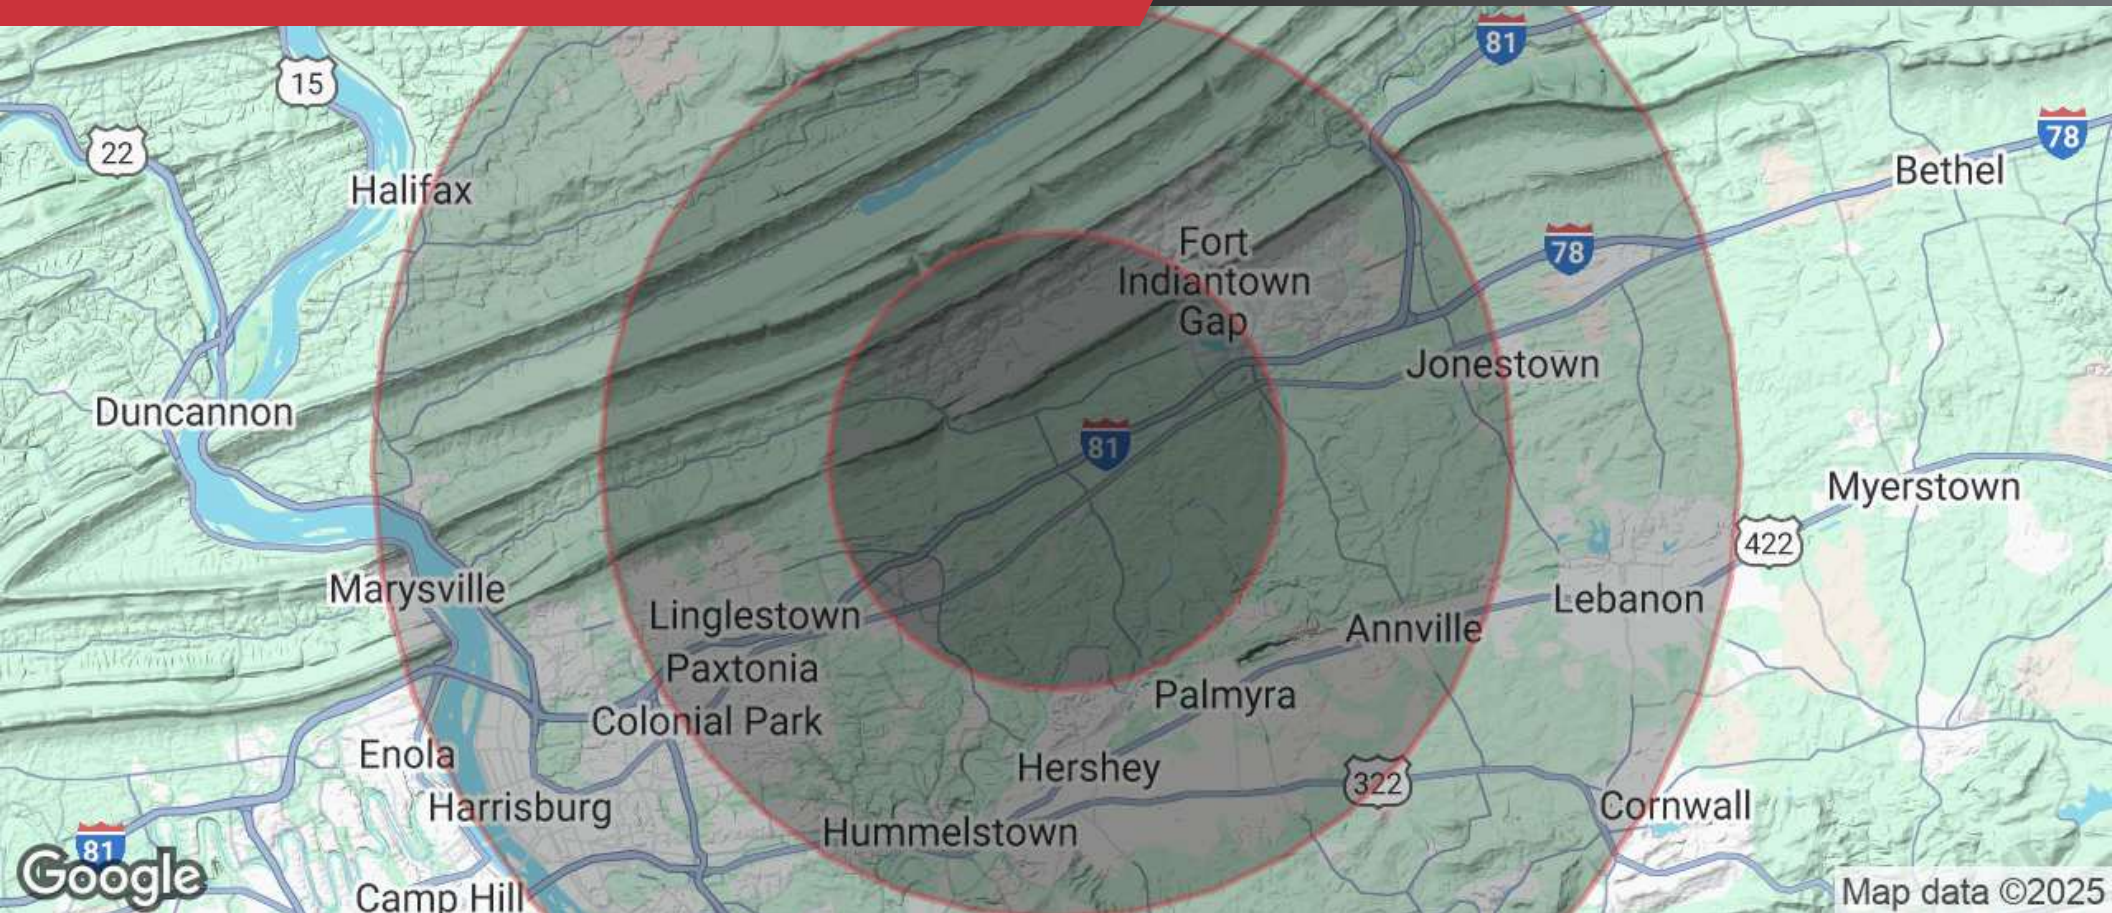 81
15
78
22
Bethel
Halifax
Fort
Indiantown
Gap
78
Jonestown
Duncannon
81
Myerstown
422
Marysville
Linglestown
Lebanon
Annville
Paxtonia
Palmyra
Colonial Park
Enola
Hershey
322
Harrisburg
Cornwall
Hummelstown
81
Google
Camp Hill
Map data ©2025